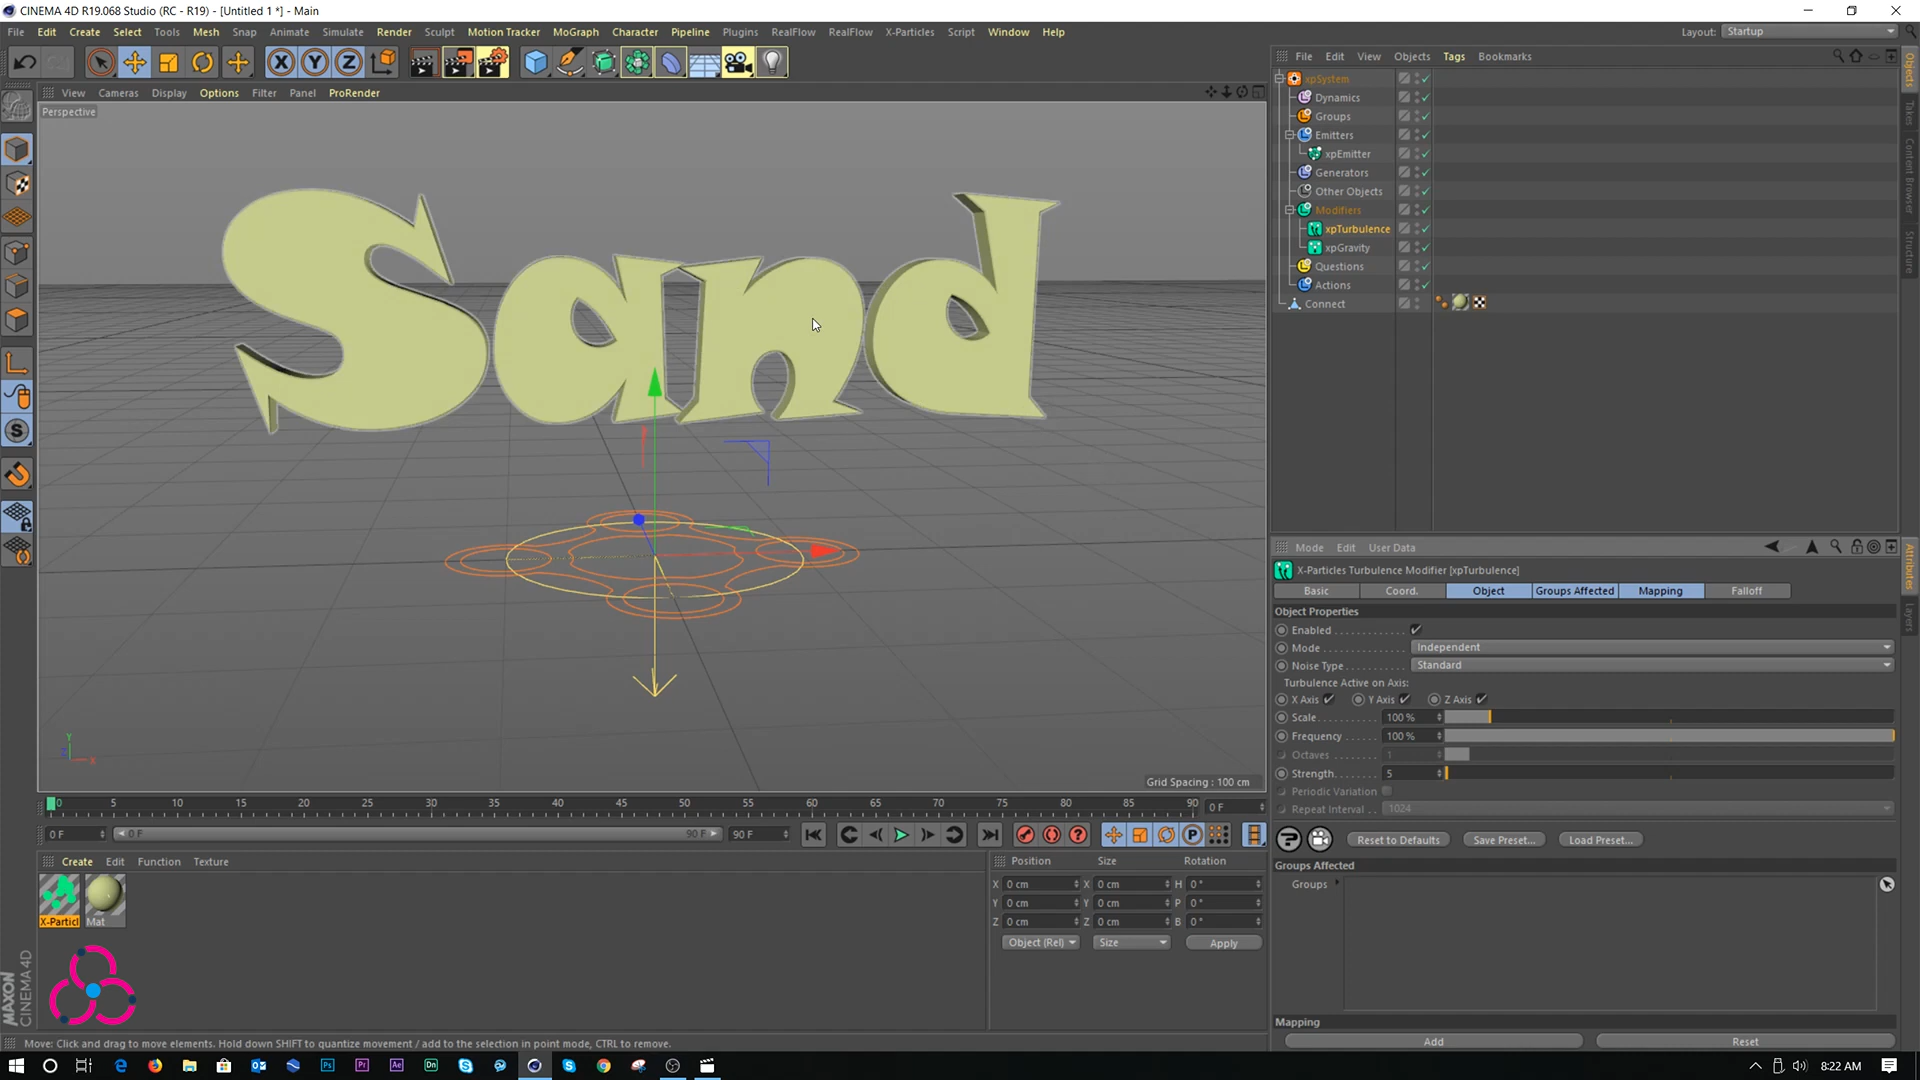 CINEMA 4D R19.068 Studio (RC - R19) - [Untitled 1 *] - Main
File Edit Create Select Tools Mesh Snap Animate Simulate Render Sculpt Motion Tracker MoGraph Character Pipeline Plugins RealFlow RealFlow X-Particles Script Window Help
Layout: Startup
View Cameras Display Options Filter Panel ProRender
Perspective
Sand
Grid Spacing : 100 cm
0 5 10 15 20 25 30 35 40 45 50 55 60 65 70 75 80 85 90 0 F
0 F 0 F 90 F 90 F
Create Edit Function Texture
X-Particl Mat
MAXON
CINEMA 4D
Position Size Rotation
X 0 cm X 0 cm H 0 °
Y 0 cm Y 0 cm P 0 °
Z 0 cm Z 0 cm B 0 °
Object (Rel) Size Apply
Move: Click and drag to move elements. Hold down SHIFT to quantize movement / add to the selection in point mode, CTRL to remove.
File Edit View Objects Tags Bookmarks
xpSystem
Dynamics
Groups
Emitters
xpEmitter
Generators
Other Objects
Modifiers
xpTurbulence
xpGravity
Questions
Actions
Connect
Objects
Takes
Content Browser
Structure
Mode Edit User Data
X-Particles Turbulence Modifier [xpTurbulence]
Basic Coord. Object Groups Affected Mapping Falloff
Object Properties
Enabled
Mode Independent
Noise Type Standard
Turbulence Active on Axis:
X Axis Y Axis Z Axis
Scale 100 %
Frequency 100 %
Octaves 1
Strength 5
Periodic Variation
Repeat Interval 1024
Reset to Defaults Save Preset... Load Preset...
Groups Affected
Groups
Mapping
Add Reset
Attributes
Layers
8:22 AM